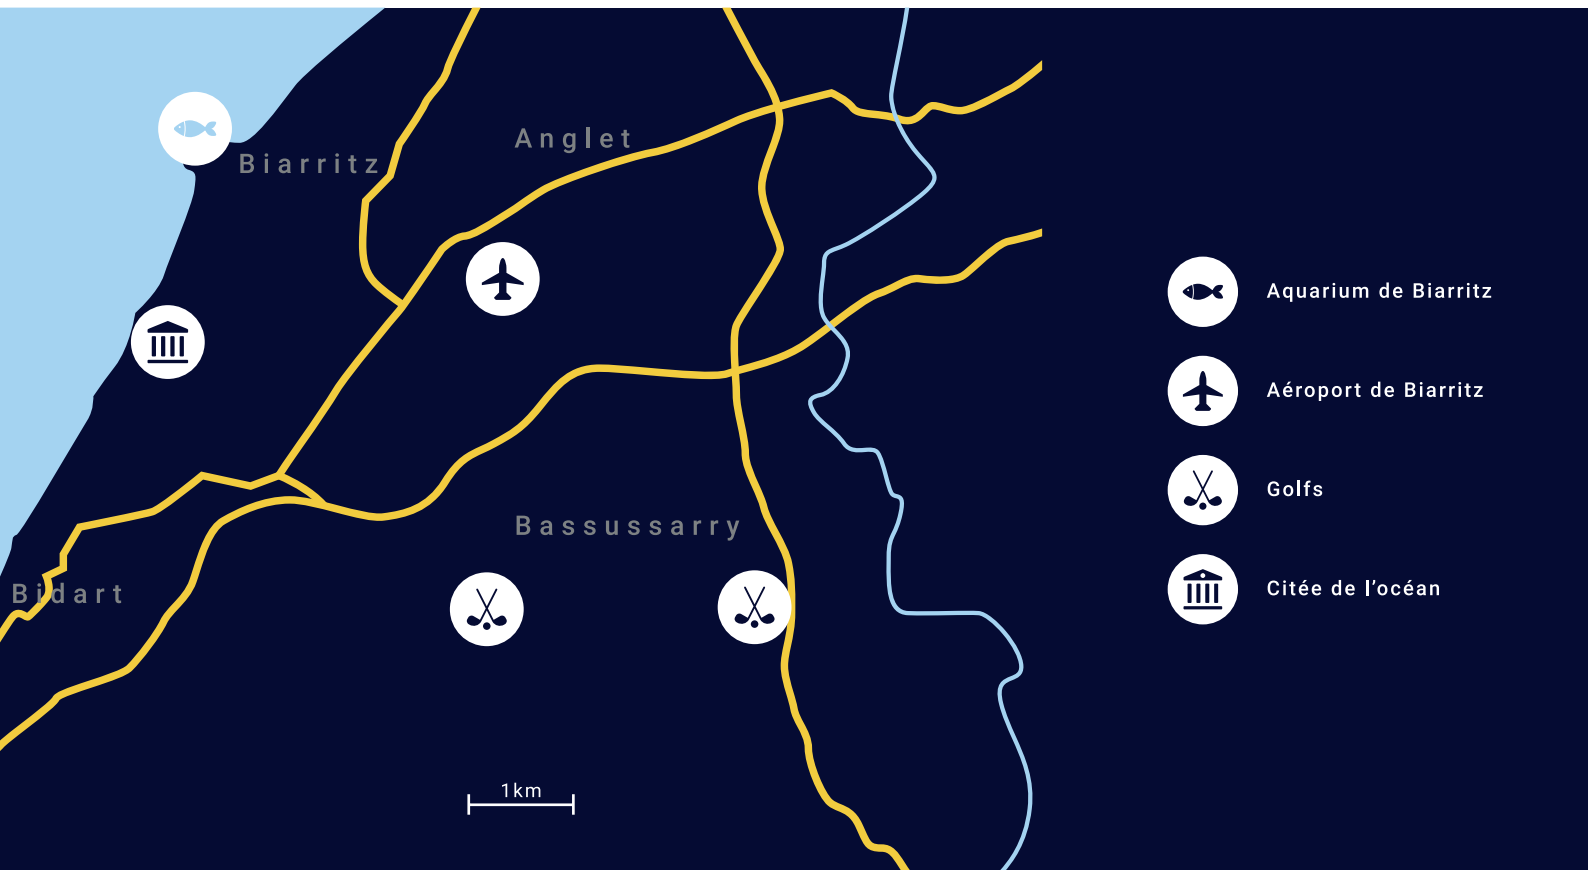 Anglet
Biarritz
Bassussarry
Bidart
1km
Aquarium de Biarritz
Aéroport de Biarritz
Golfs
Citée de l’océan